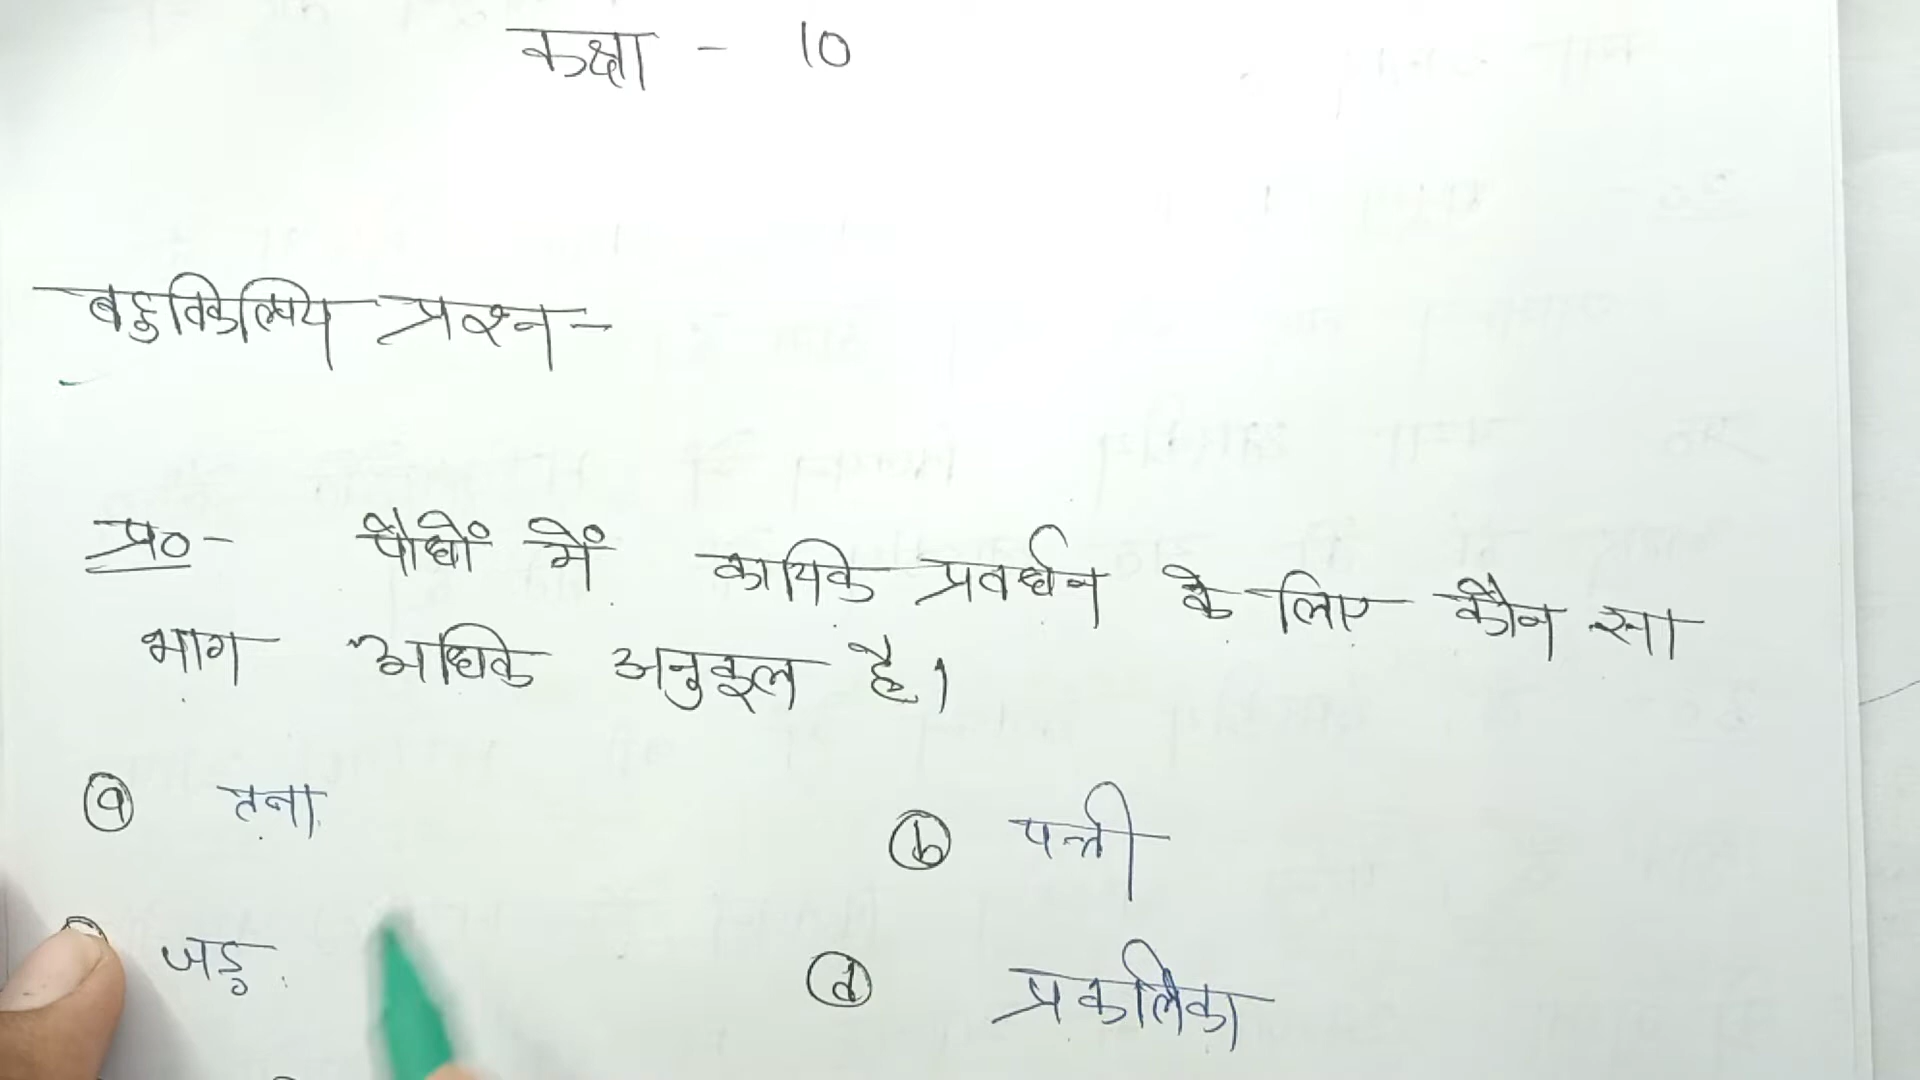 कक्षा - 10
बहुविकल्पिय प्रश्न -
प्र० - पौधों में कायिक प्रवर्धन के लिए कौन सा
भाग अधिक अनुकूल है।
a तना
b पत्ती
जड़
d प्रकलिका